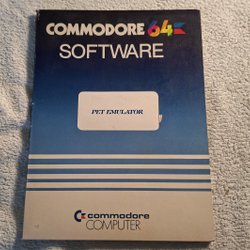 COMMODORE 64
SOFTWARE
PET EMULATOR
commodore
COMPUTER